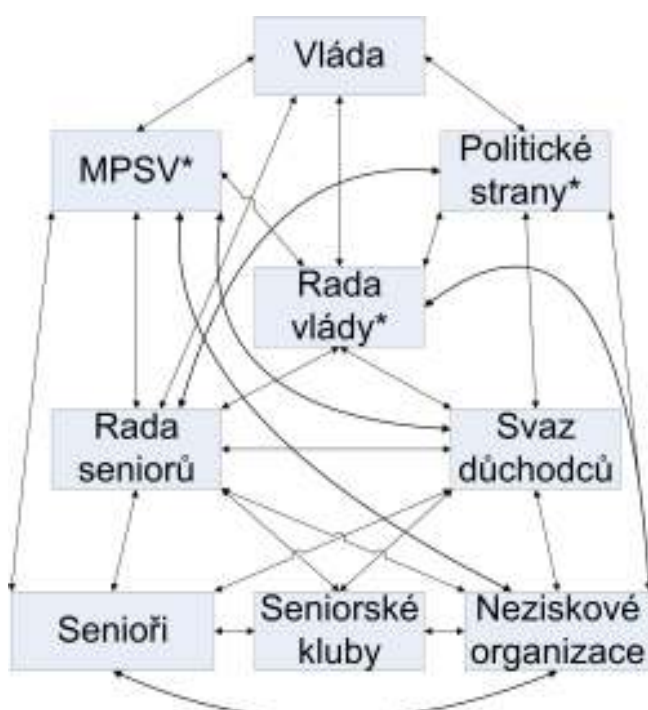 Vláda
MPSV*
Politické
strany*
Rada
vlády*
Rada
seniorů
Svaz
důchodců
Senioři
Seniorské
kluby
Neziskové
organizace